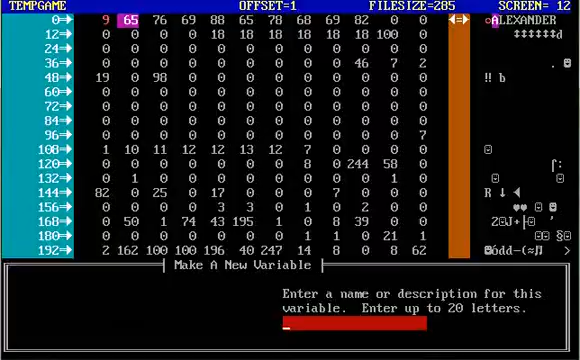 TEMPGAME OFFSET=1 FILESIZE=285 SCREEN= 12
0→ 9 65 76 69 88 65 78 68 69 82 0 0 ALEXANDER
12→ 0 0 0 0 18 18 18 18 18 100 0 0 ‡‡‡‡‡‡d
24→ 0 0 0 0 0 0 0 0 0 0 0 0
36→ 0 0 0 0 0 0 0 0 0 46 7 2 .
48→ 19 0 98 0 0 0 0 0 0 0 0 0 !! b
60→ 0 0 0 0 0 0 0 0 0 0 0 0
72→ 0 0 0 0 0 0 0 0 0 0 0 0
84→ 0 0 0 0 0 0 0 0 0 0 0 0
96→ 0 0 0 0 0 0 0 0 0 0 0 7
108→ 1 10 11 12 12 13 12 7 0 0 0 0
120→ 0 0 0 0 0 0 0 8 0 244 58 0 ⌠:
132→ 0 1 0 0 0 0 0 0 0 0 1 0
144→ 82 0 25 0 17 0 0 0 7 0 0 0 R ↓ ◄
156→ 0 0 0 0 3 3 0 1 0 2 0 0 ♥♥ ☺ ☻
168→ 0 50 1 74 43 195 1 0 8 39 0 0 2☺J+├☺ '
180→ 0 0 0 0 0 0 0 1 1 0 21 1 ☺☺ §☺
192→ 2 162 100 100 196 40 247 14 8 0 8 62 ☻ódd─(≈♫ >
Make A New Variable
Enter a name or description for this
variable. Enter up to 20 letters.